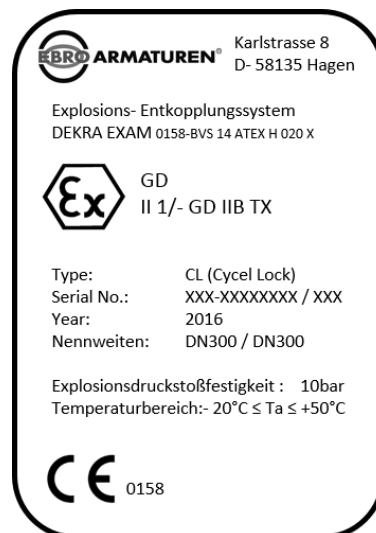 EBRO ARMATUREN®
Karlstrasse 8
D- 58135 Hagen
Explosions- Entkopplungssystem
DEKRA EXAM 0158-BVS 14 ATEX H 020 X
Ex
GD
II 1/- GD IIB TX
Type: CL (Cycel Lock)
Serial No.: XXX-XXXXXXXX / XXX
Year: 2016
Nennweiten: DN300 / DN300
Explosionsdruckstoßfestigkeit : 10bar
Temperaturbereich:- 20°C ≤ Ta ≤ +50°C
CE 0158